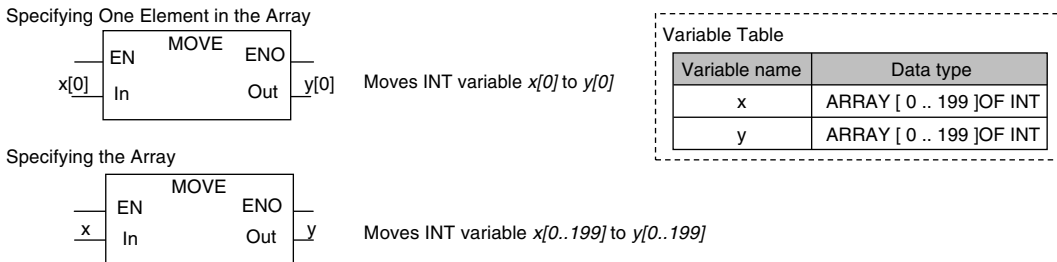 Specifying One Element in the Array
MOVE
EN ENO
x[0] In Out y[0]
Moves INT variable x[0] to y[0]
Variable Table
Variable name Data type
x ARRAY [ 0 .. 199 ]OF INT
y ARRAY [ 0 .. 199 ]OF INT
Specifying the Array
MOVE
EN ENO
x In Out y
Moves INT variable x[0..199] to y[0..199]